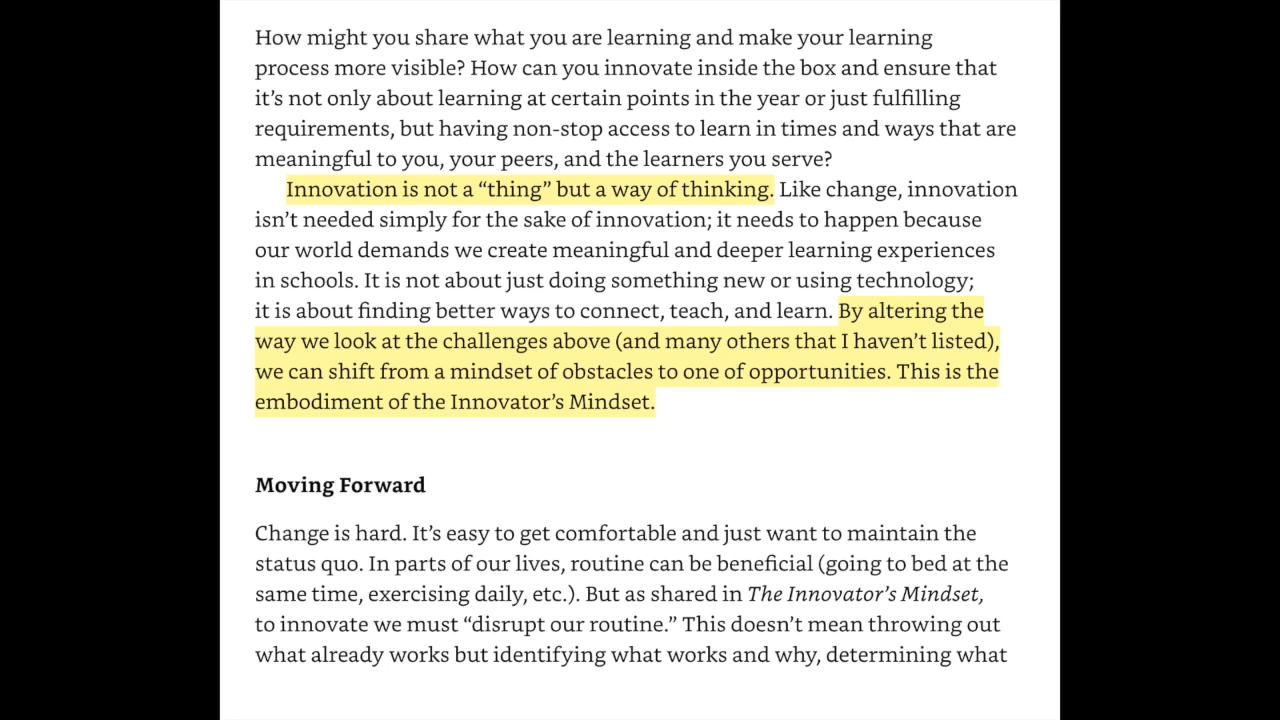 How might you share what you are learning and make your learning
process more visible? How can you innovate inside the box and ensure that
it’s not only about learning at certain points in the year or just fulfilling
requirements, but having non-stop access to learn in times and ways that are
meaningful to you, your peers, and the learners you serve?
Innovation is not a “thing” but a way of thinking. Like change, innovation
isn’t needed simply for the sake of innovation; it needs to happen because
our world demands we create meaningful and deeper learning experiences
in schools. It is not about just doing something new or using technology;
it is about finding better ways to connect, teach, and learn. By altering the
way we look at the challenges above (and many others that I haven’t listed),
we can shift from a mindset of obstacles to one of opportunities. This is the
embodiment of the Innovator’s Mindset.
Moving Forward
Change is hard. It’s easy to get comfortable and just want to maintain the
status quo. In parts of our lives, routine can be beneficial (going to bed at the
same time, exercising daily, etc.). But as shared in The Innovator’s Mindset,
to innovate we must “disrupt our routine.” This doesn’t mean throwing out
what already works but identifying what works and why, determining what